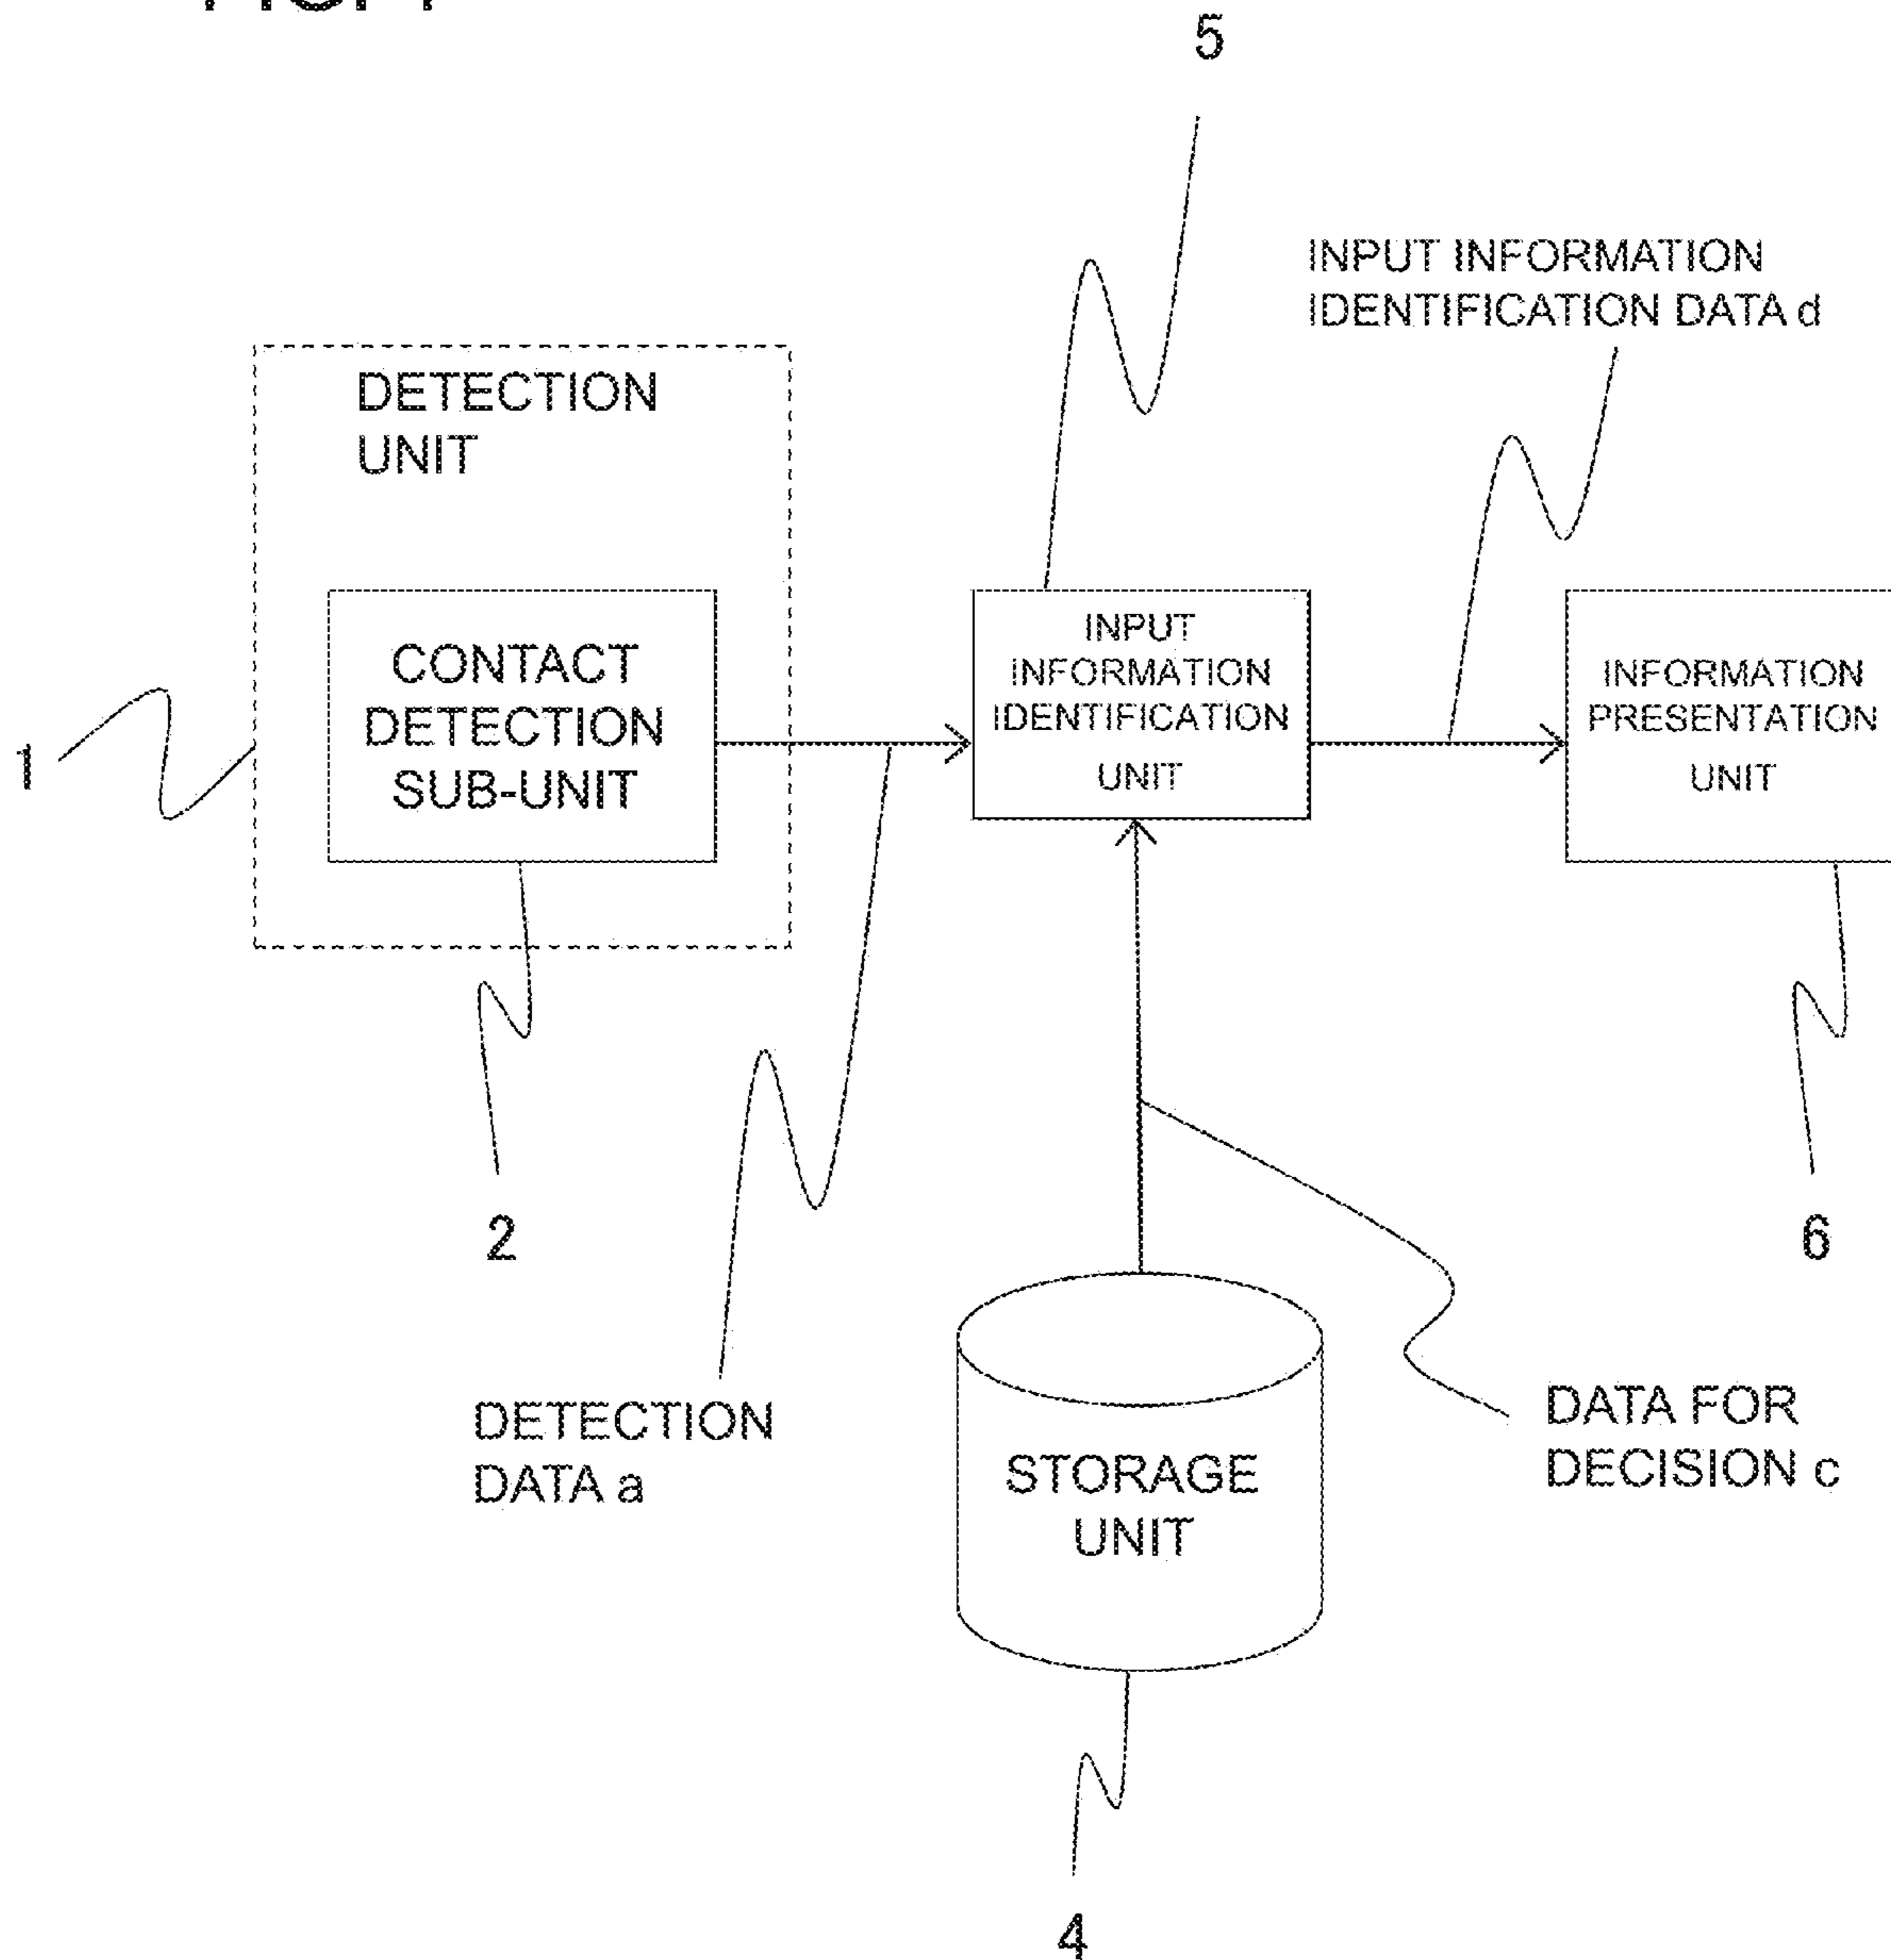 5
INPUT INFORMATION
IDENTIFICATION DATA d
DETECTION
UNIT
CONTACT
DETECTION
SUB-UNIT
INPUT
INFORMATION
IDENTIFICATION
UNIT
INFORMATION
PRESENTATION
UNIT
1
2
6
DETECTION
DATA a
DATA FOR
DECISION c
STORAGE
UNIT
4